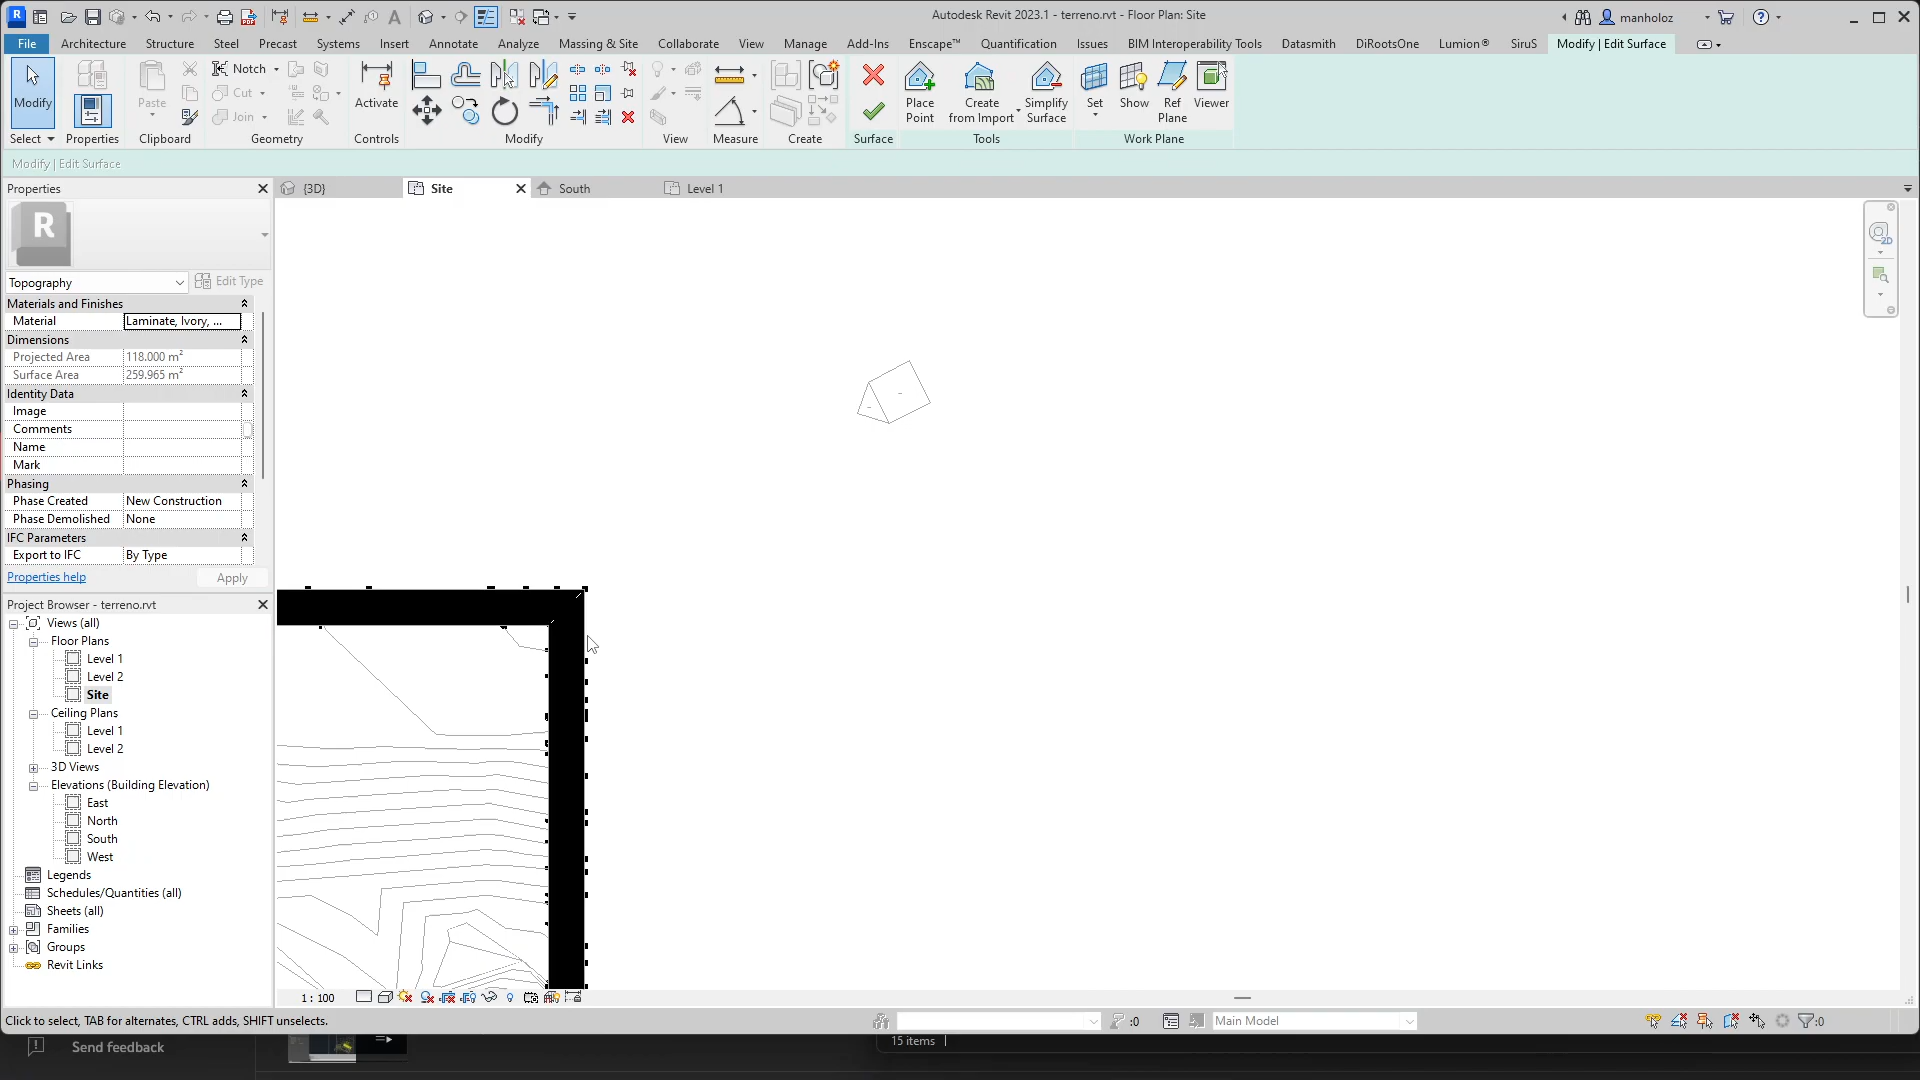 Autodesk Revit 2023.1 - terreno.rvt - Floor Plan: Site
manholoz
File Architecture Structure Steel Precast Systems Insert Annotate Analyze Massing & Site Collaborate View Manage Add-Ins Enscape™ Quantification Issues BIM Interoperability Tools Datasmith DiRootsOne Lumion® SiruS Modify | Edit Surface
Modify
Paste
Notch
Cut
Join
Activate
Place Point
Create from Import
Simplify Surface
Set
Show
Ref Plane
Viewer
Select Properties Clipboard Geometry Controls Modify View Measure Create Surface Tools Work Plane
Modify | Edit Surface
Properties
{3D}
Site
South
Level 1
R
2D
Topography
Edit Type
Materials and Finishes
Material Laminate, Ivory, ...
Dimensions
Projected Area 118.000 m²
Surface Area 259.965 m²
Identity Data
Image
Comments
Name
Mark
Phasing
Phase Created New Construction
Phase Demolished None
IFC Parameters
Export to IFC By Type
Properties help
Apply
Project Browser - terreno.rvt
Views (all)
Floor Plans
Level 1
Level 2
Site
Ceiling Plans
Level 1
Level 2
3D Views
Elevations (Building Elevation)
East
North
South
West
Legends
Schedules/Quantities (all)
Sheets (all)
Families
Groups
Revit Links
1 : 100
Click to select, TAB for alternates, CTRL adds, SHIFT unselects.
:0
Main Model
:0
Send feedback
15 items